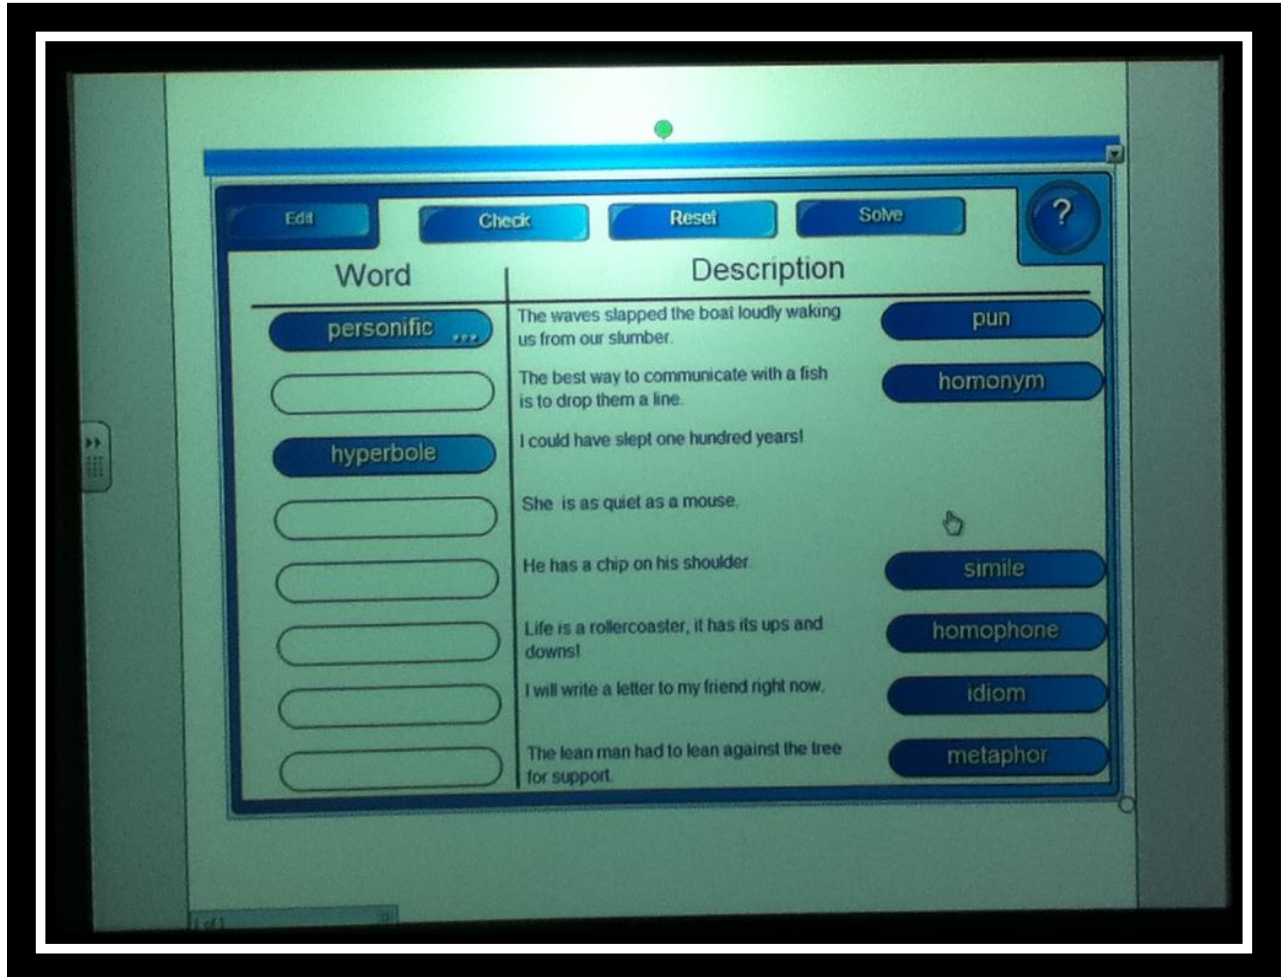 Edit Check Reset Solve ?
Word Description
personific ... The waves slapped the boat loudly waking pun
us from our slumber.
The best way to communicate with a fish homonym
is to drop them a line.
hyperbole I could have slept one hundred years!
She is as quiet as a mouse.
He has a chip on his shoulder. simile
Life is a rollercoaster, it has its ups and homophone
downs!
I will write a letter to my friend right now. idiom
The lean man had to lean against the tree metaphor
for support.
1 of 1